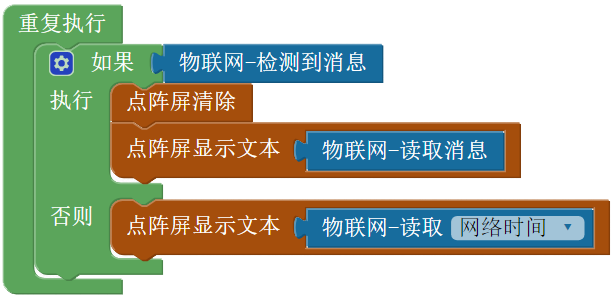 重复执行
如果 物联网-检测到消息
执行 点阵屏清除
点阵屏显示文本 物联网-读取消息
否则 点阵屏显示文本 物联网-读取 网络时间